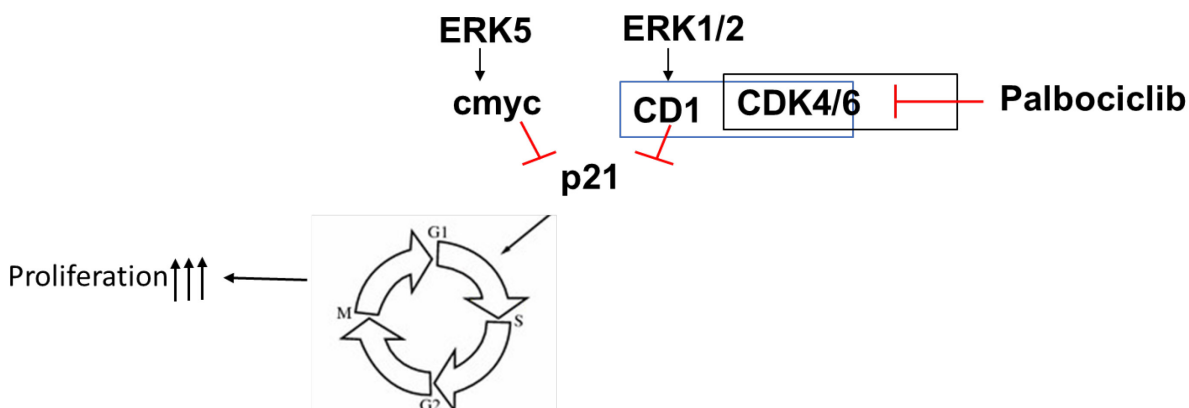 ERK5 ERK1/2
cmyc CD1 CDK4/6 Palbociclib
p21
G1
Proliferation
M S
G2